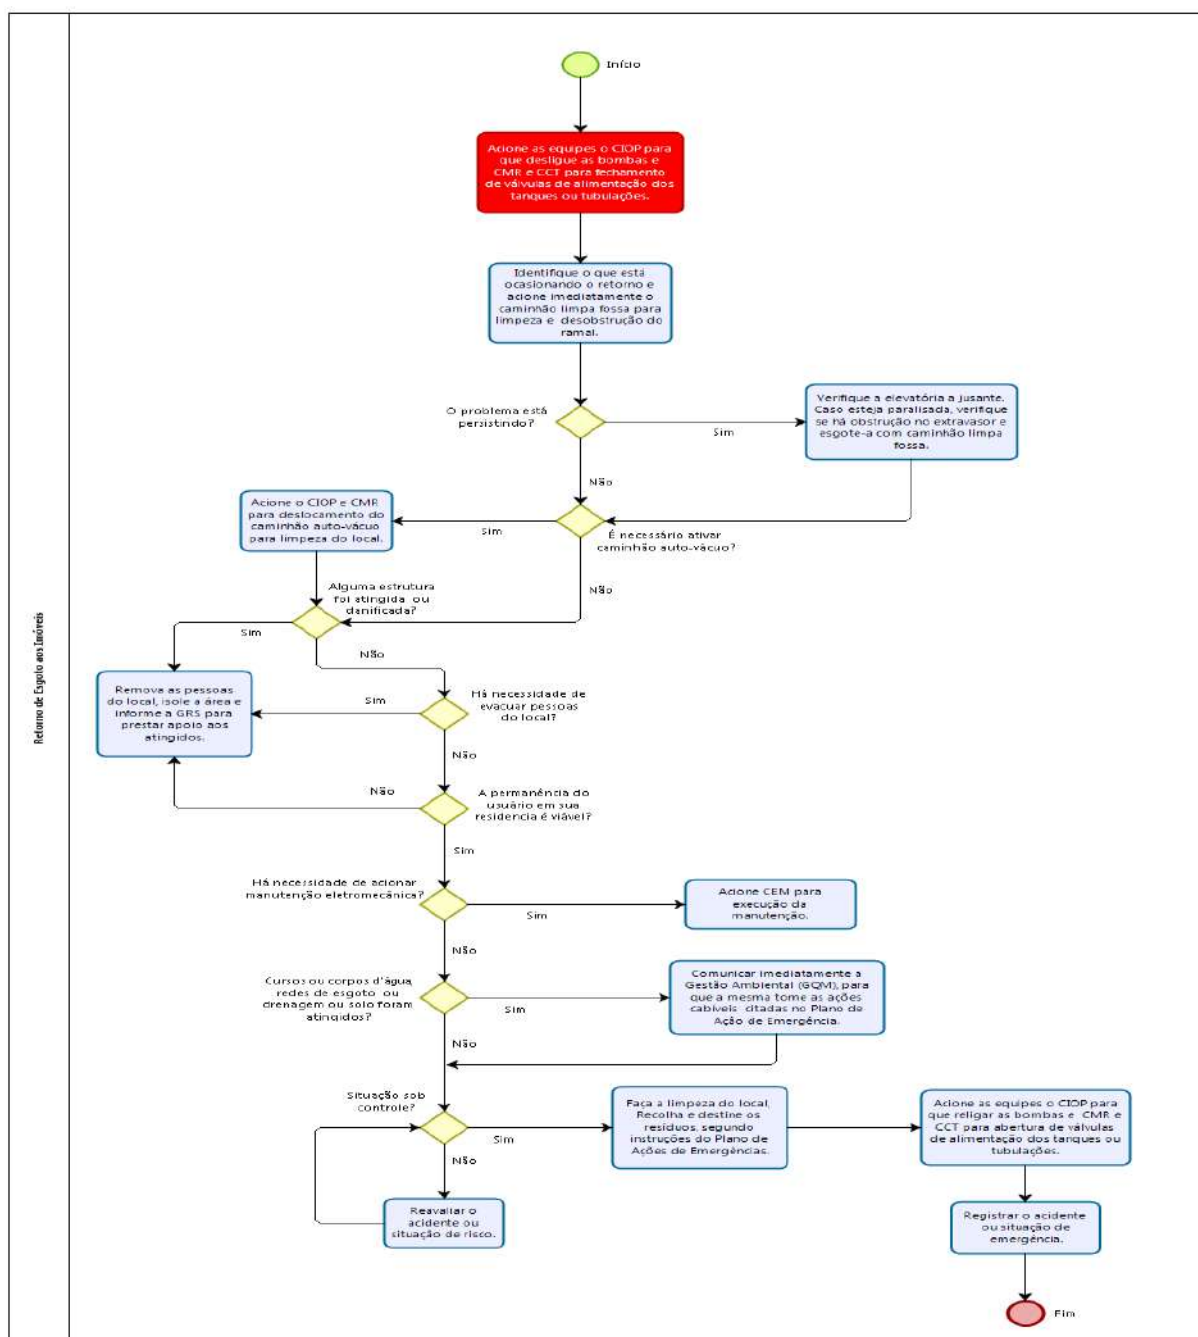 Retorno de Esgoto aos Imóveis
Início
Acione as equipes o CIOP para
que desligue as bombas e
CMR e CCT para fechamento
de válvulas de alimentação dos
tanques ou tubulações.
Identifique o que está
ocasionando o retorno e
acione imediatamente o
caminhão limpa fossa para
limpeza e desobstrução do
ramal.
O problema está
persistindo?
Sim
Verifique a elevatória a jusante.
Caso esteja paralisada, verifique
se há obstrução no extravasor e
esgote-a com caminhão limpa
fossa.
Não
É necessário ativar
caminhão auto-vácuo?
Sim
Acione o CIOP e CMR
para deslocamento do
caminhão auto-vácuo
para limpeza do local.
Não
Alguma estrutura
foi atingida ou
danificada?
Sim
Não
Remova as pessoas
do local, isole a área e
informe a GRS para
prestar apoio aos
atingidos.
Sim
Há necessidade de
evacuar pessoas
do local?
Não
Não
A permanência do
usuário em sua
residencia é viável?
Sim
Há necessidade de acionar
manutenção eletromecânica?
Sim
Acione CEM para
execução da
manutenção.
Não
Cursos ou corpos d'água,
redes de esgoto ou
drenagem ou solo foram
atingidos?
Sim
Comunicar imediatamente a
Gestão Ambiental (GQM), para
que a mesma tome as ações
cabíveis citadas no Plano de
Ação de Emergência.
Não
Situação sob
controle?
Sim
Faça a limpeza do local,
Recolha e destine os
resíduos, segundo
instruções do Plano de
Ações de Emergências.
Acione as equipes o CIOP para
que religar as bombas e CMR e
CCT para abertura de válvulas
de alimentação dos tanques ou
tubulações.
Não
Reavaliar o
acidente ou
situação de risco.
Registrar o acidente
ou situação de
emergência.
Fim